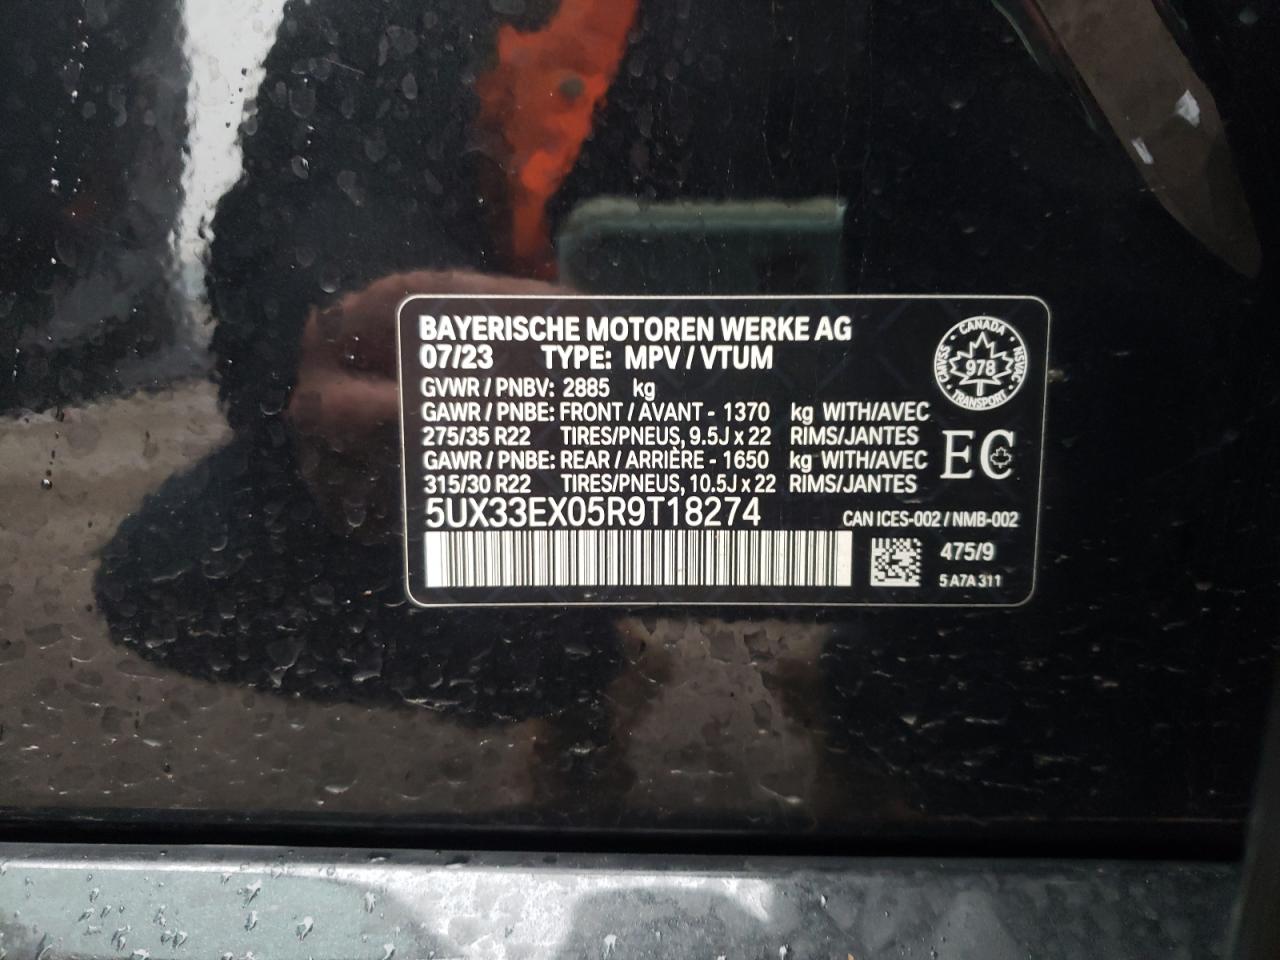 BAYERISCHE MOTOREN WERKE AG
07/23 TYPE: MPV / VTUM
GVWR / PNBV: 2885 kg
GAWR / PNBE: FRONT / AVANT - 1370 kg WITH/AVEC
275/35 R22 TIRES/PNEUS, 9.5J x 22 RIMS/JANTES
GAWR / PNBE: REAR / ARRIÈRE - 1650 kg WITH/AVEC
315/30 R22 TIRES/PNEUS, 10.5J x 22 RIMS/JANTES
5UX33EX05R9T18274
CANADA
CMVSS
978
NSVAC
TRANSPORT
EC
CAN ICES-002 / NMB-002
475/9
5A7A311